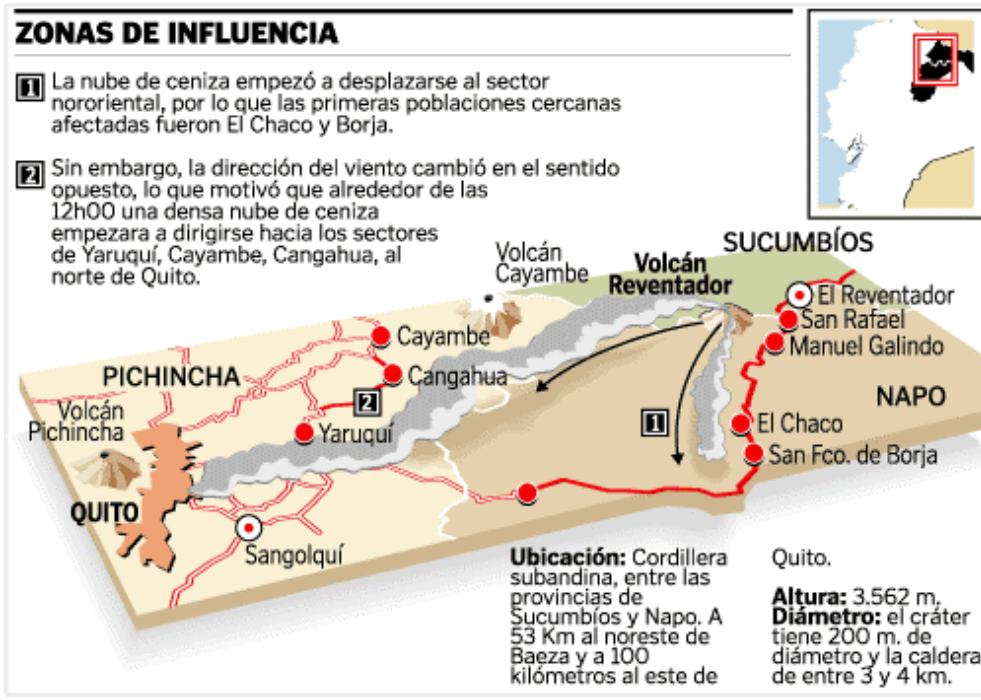 ZONAS DE INFLUENCIA
1 La nube de ceniza empezó a desplazarse al sector
nororiental, por lo que las primeras poblaciones cercanas
afectadas fueron El Chaco y Borja.
2 Sin embargo, la dirección del viento cambió en el sentido
opuesto, lo que motivó que alrededor de las
12h00 una densa nube de ceniza
empezara a dirigirse hacia los sectores
de Yaruquí, Cayambe, Cangahua, al
norte de Quito.
SUCUMBÍOS
Volcán
Cayambe
Volcán
Reventador
El Reventador
San Rafael
Manuel Galindo
Cayambe
Cangahua
PICHINCHA
NAPO
2
1
Volcán
Pichincha
Yaruquí
El Chaco
San Fco. de Borja
QUITO
Sangolquí
Ubicación: Cordillera
subandina, entre las
provincias de
Sucumbíos y Napo. A
53 Km al noreste de
Baeza y a 100
kilómetros al este de
Quito.
Altura: 3.562 m.
Diámetro: el cráter
tiene 200 m. de
diámetro y la caldera
de entre 3 y 4 km.